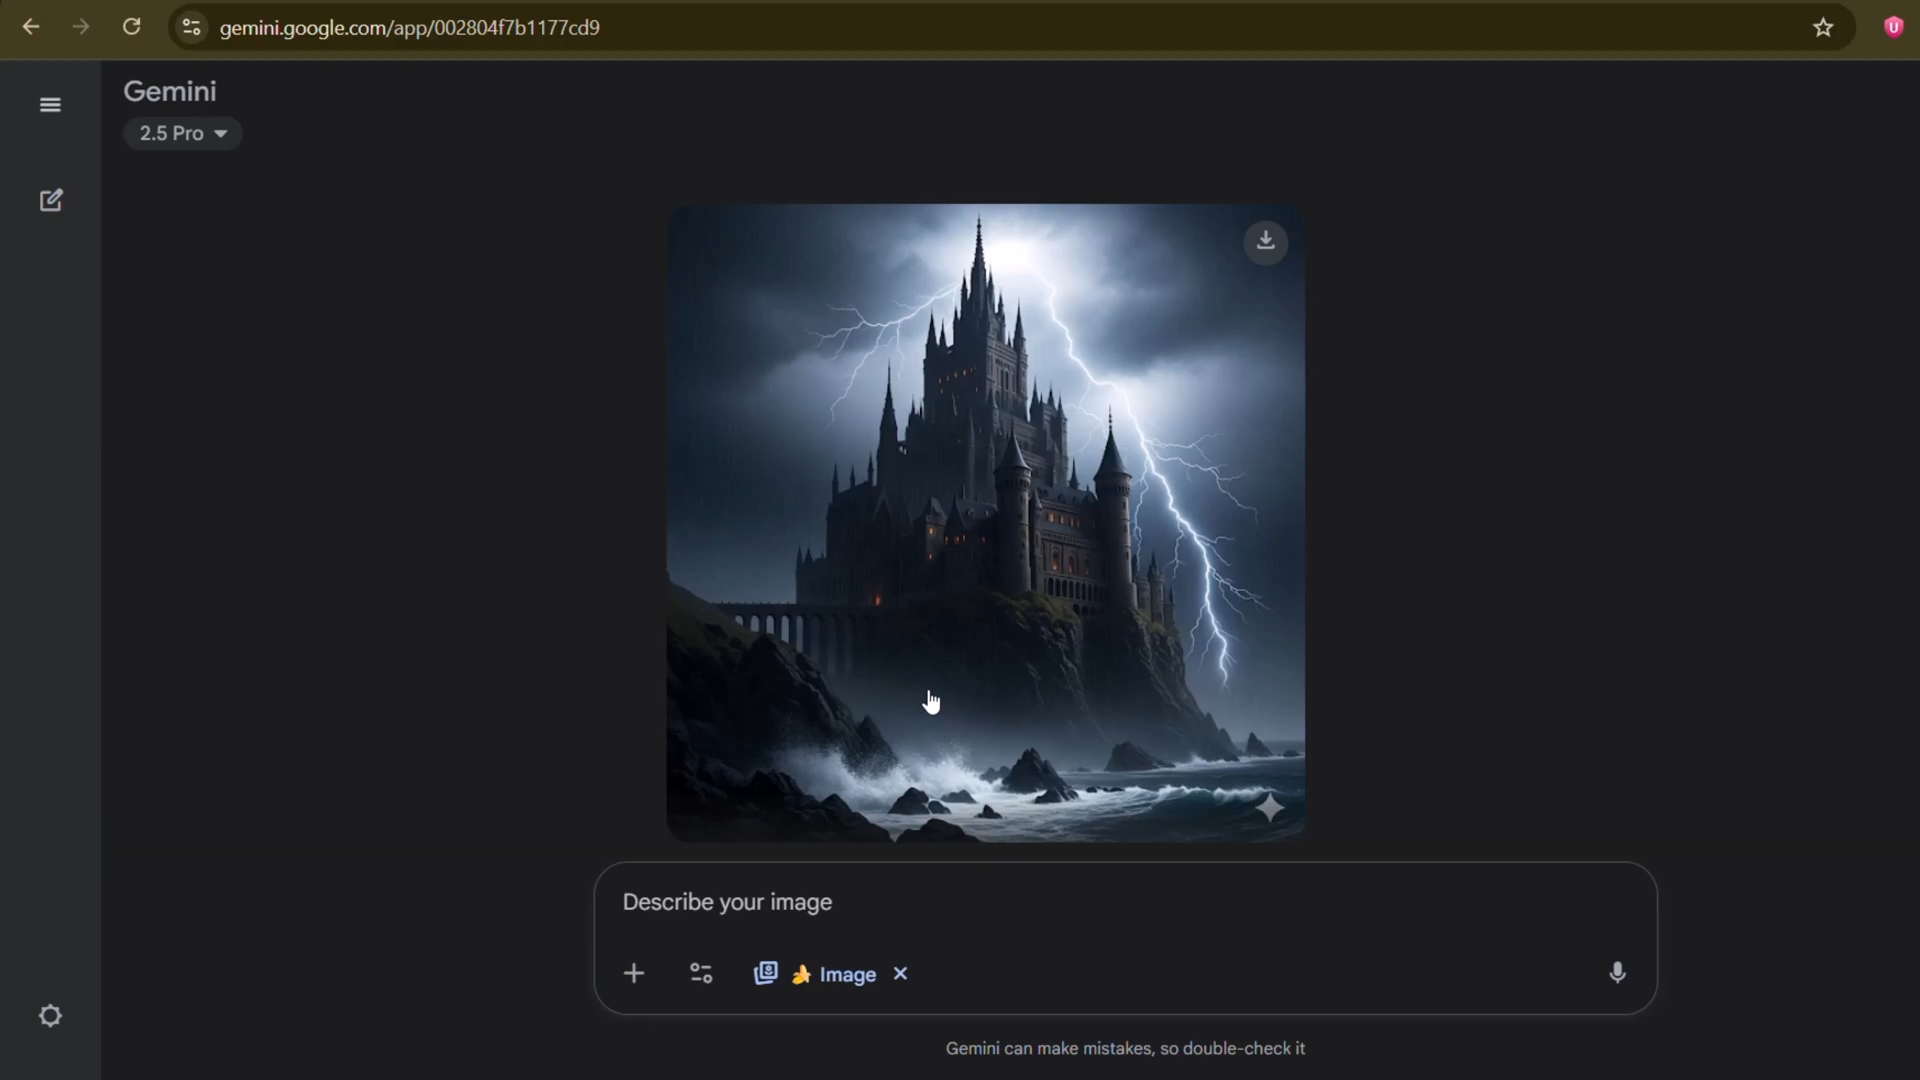 gemini.google.com/app/002804f7b1177cd9
U
Gemini
2.5 Pro
Describe your image
Image
Gemini can make mistakes, so double-check it